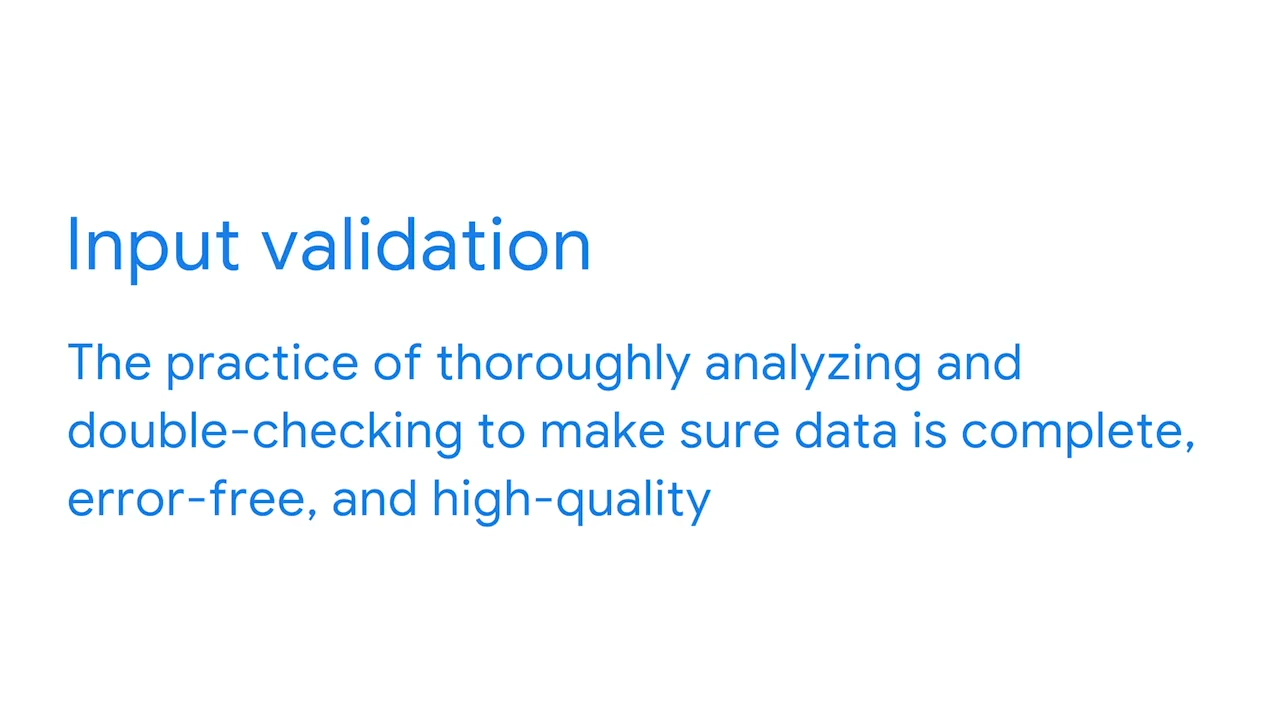 Input validation
The practice of thoroughly analyzing and
double-checking to make sure data is complete,
error-free, and high-quality